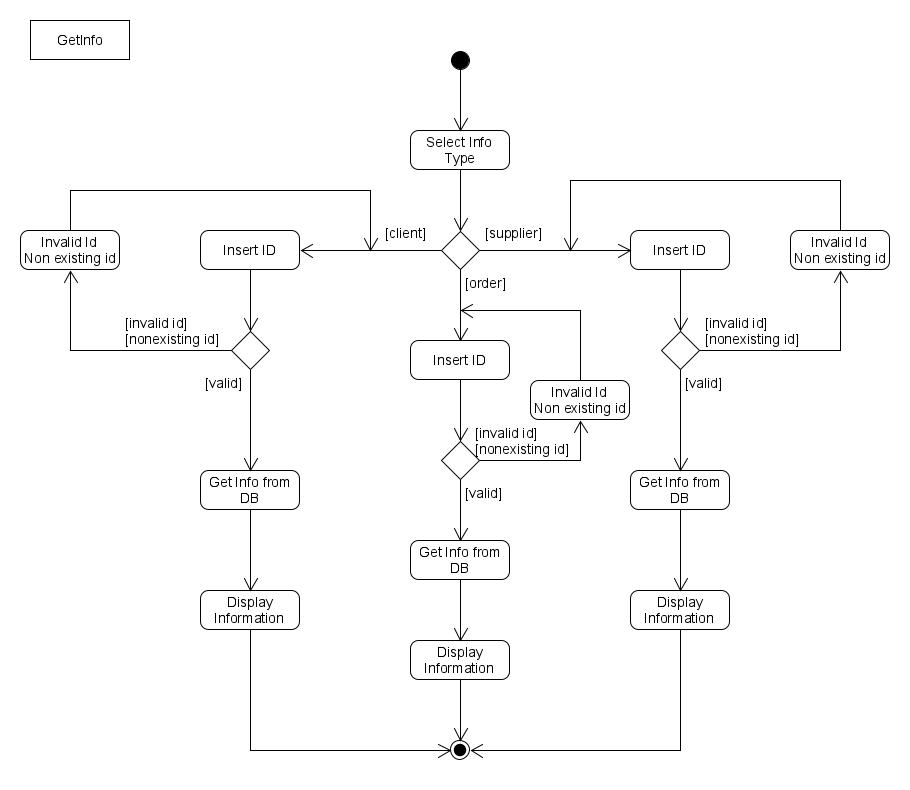 GetInfo
Select Info
Type
[client]
[supplier]
Invalid Id
Non existing id
Insert ID
Insert ID
Invalid Id
Non existing id
[order]
[invalid id]
[nonexisting id]
[invalid id]
[nonexisting id]
Insert ID
[valid]
[valid]
Invalid Id
Non existing id
[invalid id]
[nonexisting id]
Get Info from
DB
[valid]
Get Info from
DB
Get Info from
DB
Display
Information
Display
Information
Display
Information